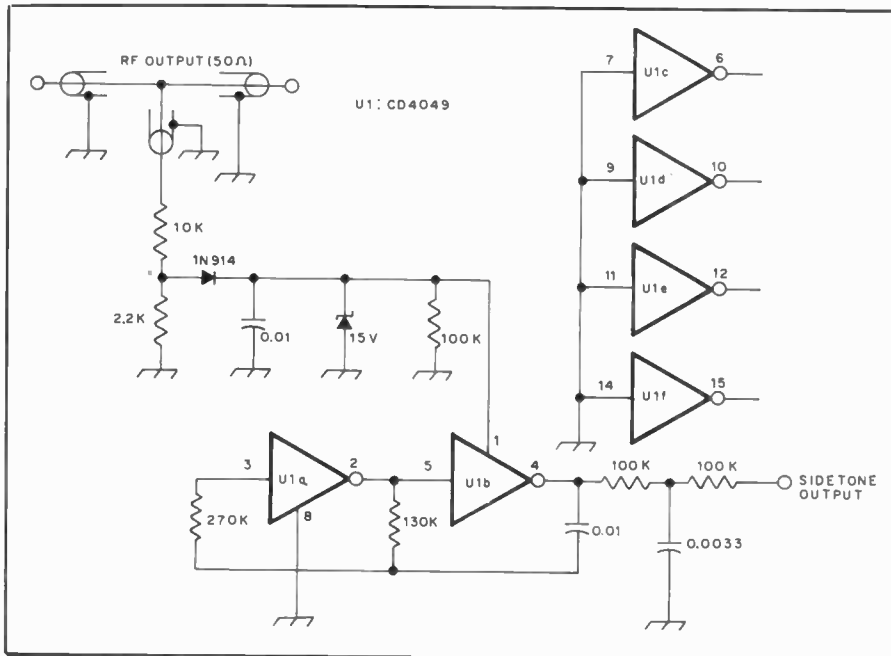 RF OUTPUT (50Ω)
U1: CD4049
7
U1c
6
9
U1d
10
11
U1e
12
14
U1f
15
10K
1N914
2.2K
0.01
15V
100K
1
3
U1a
2
8
270K
130K
5
U1b
4
100K
100K
SIDETONE
OUTPUT
0.01
0.0033